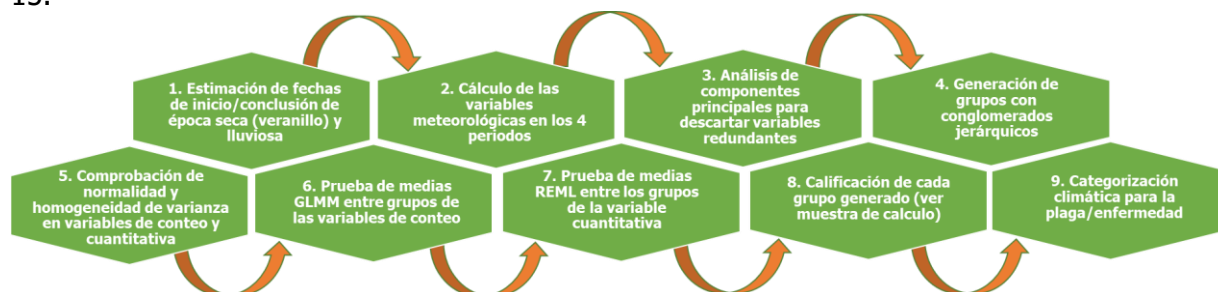 15.
1. Estimación de fechas
de inicio/conclusión de
época seca (veranillo) y
lluviosa
2. Cálculo de las
variables
meteorológicas en los 4
periodos
3. Análisis de
componentes
principales para
descartar variables
redundantes
4. Generación de
grupos con
conglomerados
jerárquicos
5. Comprobación de
normalidad y
homogeneidad de varianza
en variables de conteo y
cuantitativa
6. Prueba de medias
GLMM entre grupos de
las variables de conteo
7. Prueba de medias
REML entre los grupos
de la variable
cuantitativa
8. Calificación de cada
grupo generado (ver
muestra de calculo)
9. Categorización
climática para la
plaga/enfermedad